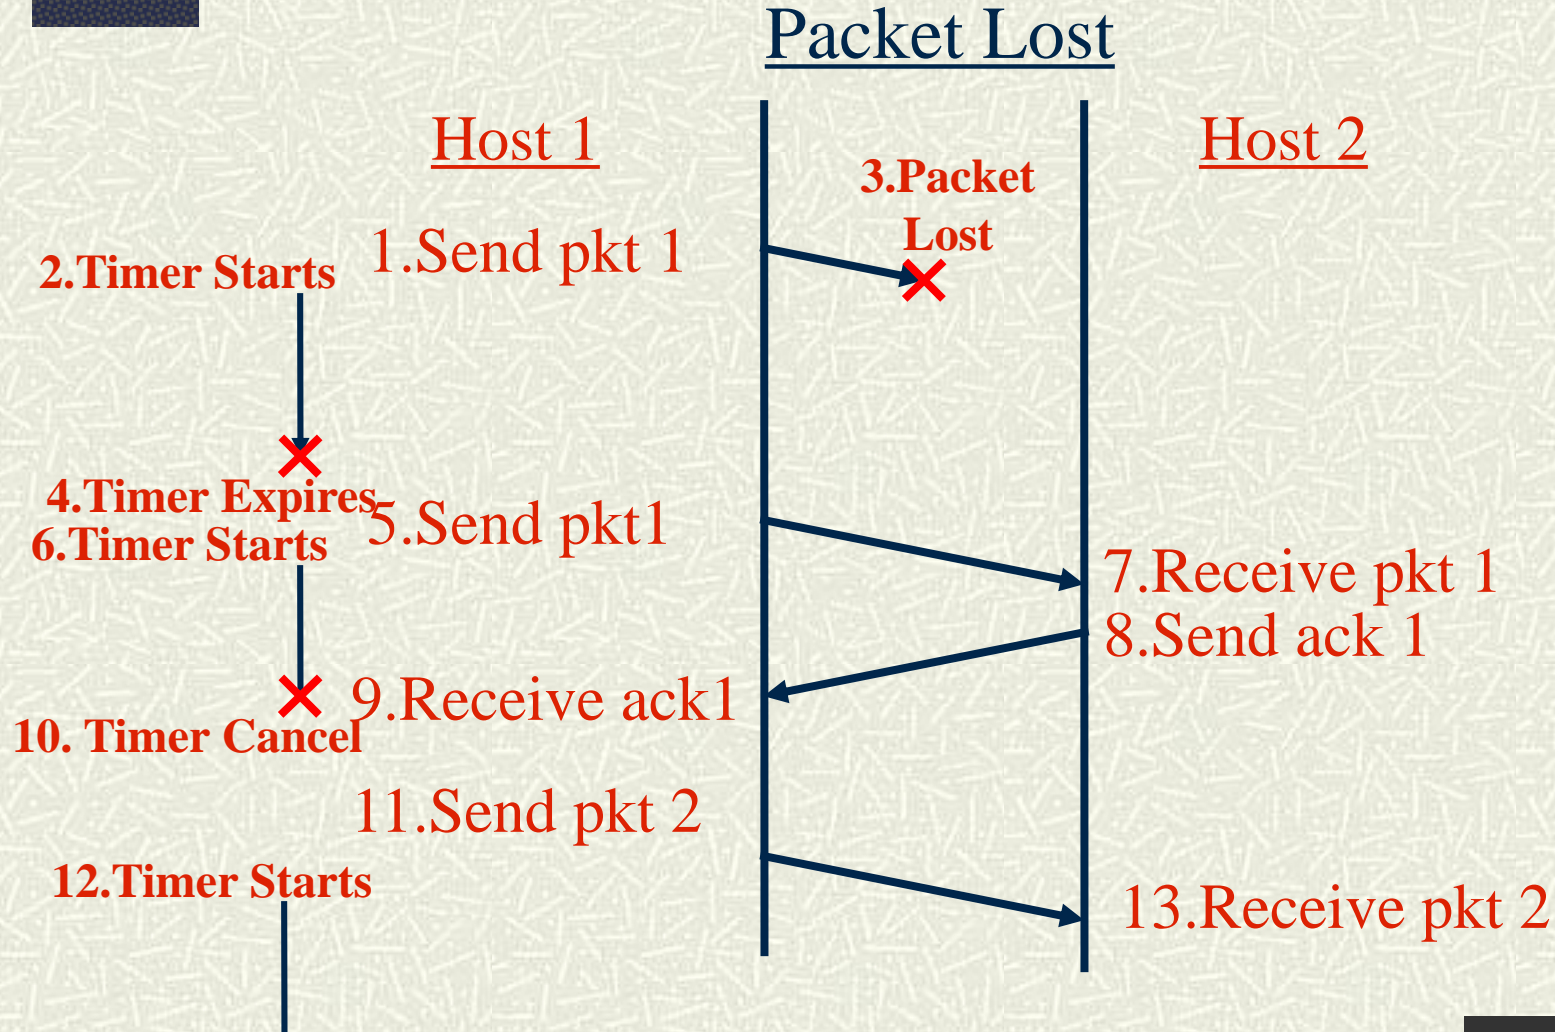 Packet Lost
Host 1
Host 2
3.Packet
Lost
1.Send pkt 1
2.Timer Starts
4.Timer Expires
5.Send pkt1
6.Timer Starts
7.Receive pkt 1
8.Send ack 1
9.Receive ack1
10. Timer Cancel
11.Send pkt 2
12.Timer Starts
13.Receive pkt 2